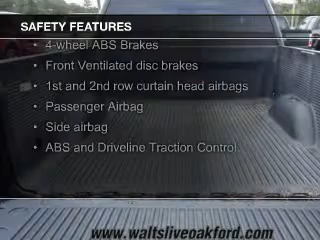 SAFETY FEATURES
• 4-wheel ABS Brakes
• Front Ventilated disc brakes
• 1st and 2nd row curtain head airbags
• Passenger Airbag
• Side airbag
• ABS and Driveline Traction Control
www.waltsliveoakford.com